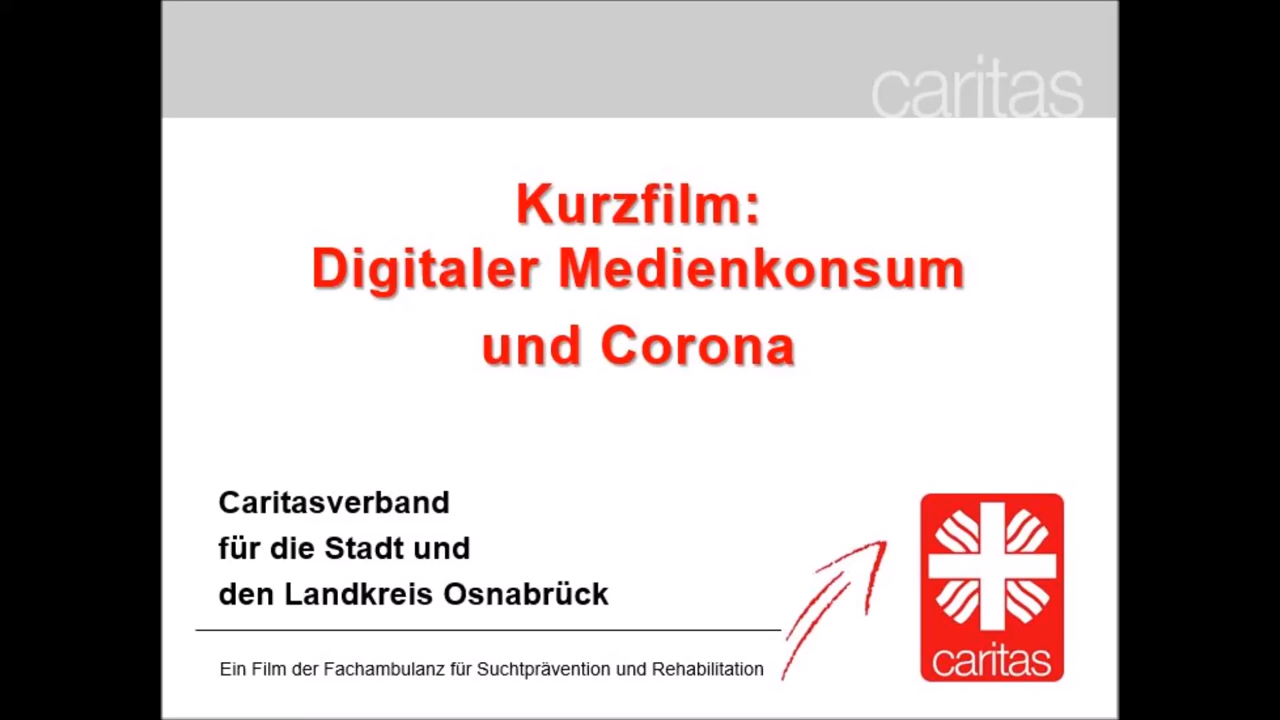 caritas
Kurzfilm:
Digitaler Medienkonsum
und Corona
Caritasverband
für die Stadt und
den Landkreis Osnabrück
Ein Film der Fachambulanz für Suchtprävention und Rehabilitation
caritas